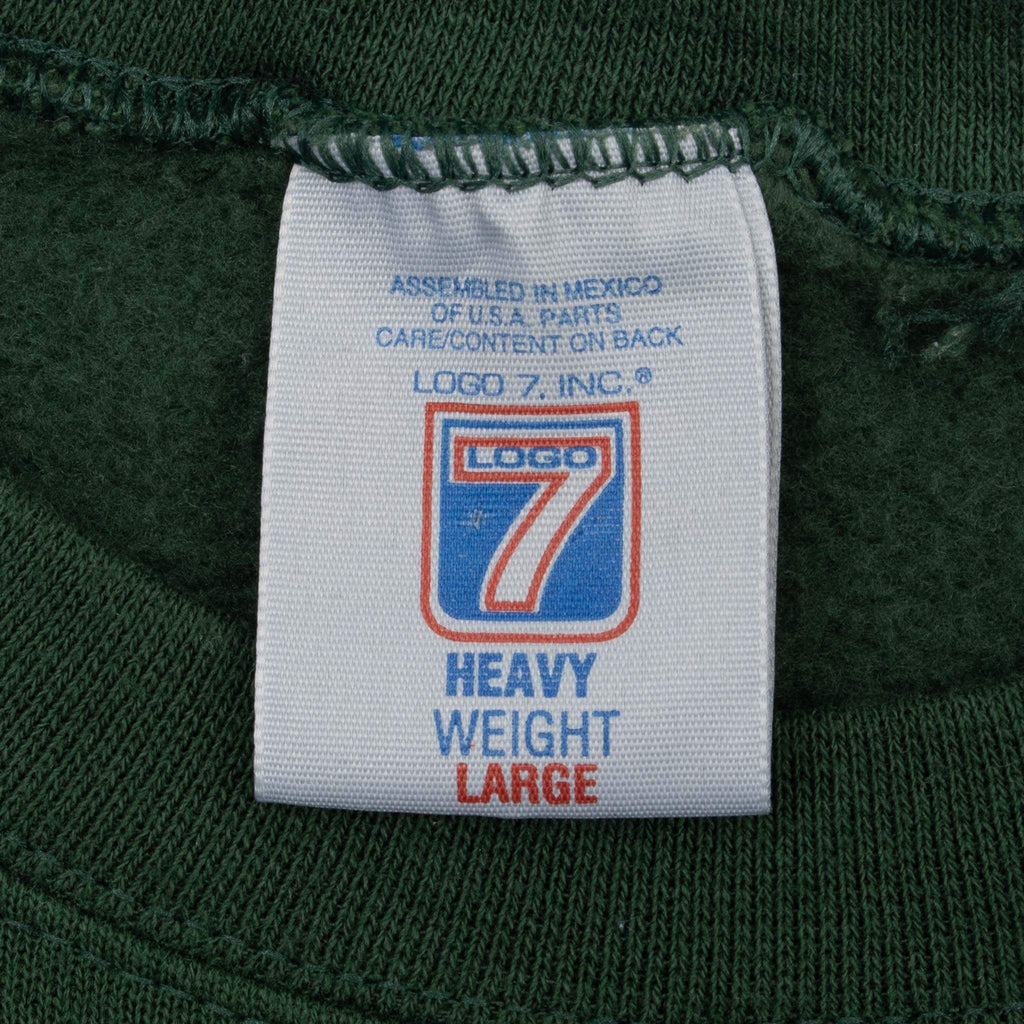 ASSEMBLED IN MEXICO
OF U.S.A. PARTS
CARE/CONTENT ON BACK
LOGO 7, INC.®
LOGO
7
HEAVY
WEIGHT
LARGE